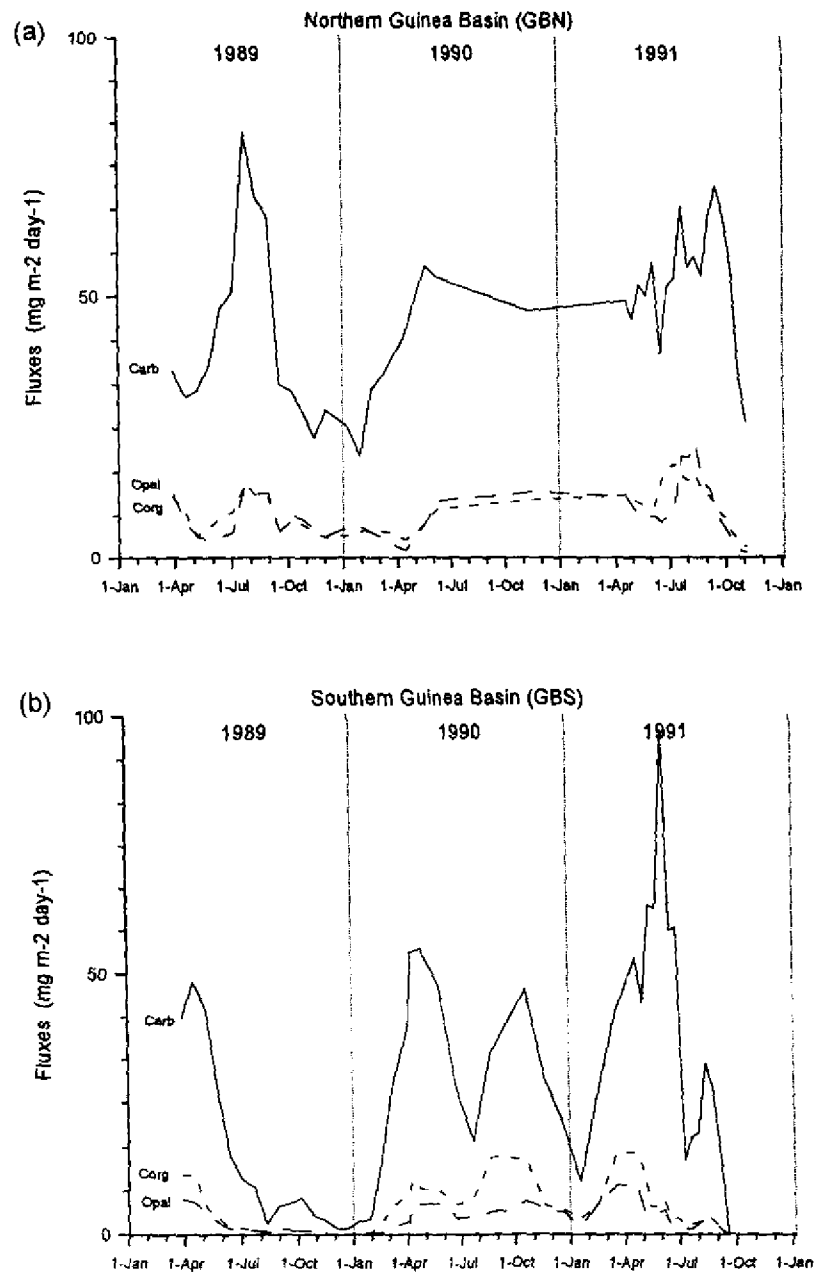 (a)
Northern Guinea Basin (GBN)
100
1989
1990
1991
Fluxes (mg m-2 day-1)
50
Carb
Opal
Corg
0
1-Jan 1-Apr 1-Jul 1-Oct 1-Jan 1-Apr 1-Jul 1-Oct 1-Jan 1-Apr 1-Jul 1-Oct 1-Jan
(b)
Southern Guinea Basin (GBS)
100
1989
1990
1991
Fluxes (mg m-2 day-1)
50
Carb
Corg
Opal
0
1-Jan 1-Apr 1-Jul 1-Oct 1-Jan 1-Apr 1-Jul 1-Oct 1-Jan 1-Apr 1-Jul 1-Oct 1-Jan